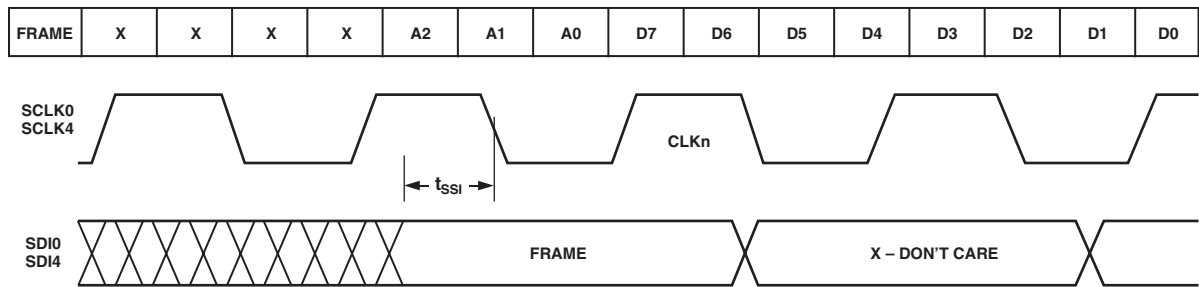 FRAME X X X X A2 A1 A0 D7 D6 D5 D4 D3 D2 D1 D0
SCLK0
SCLK4
CLKn
tSSI
SDI0
SDI4
FRAME
X – DON'T CARE